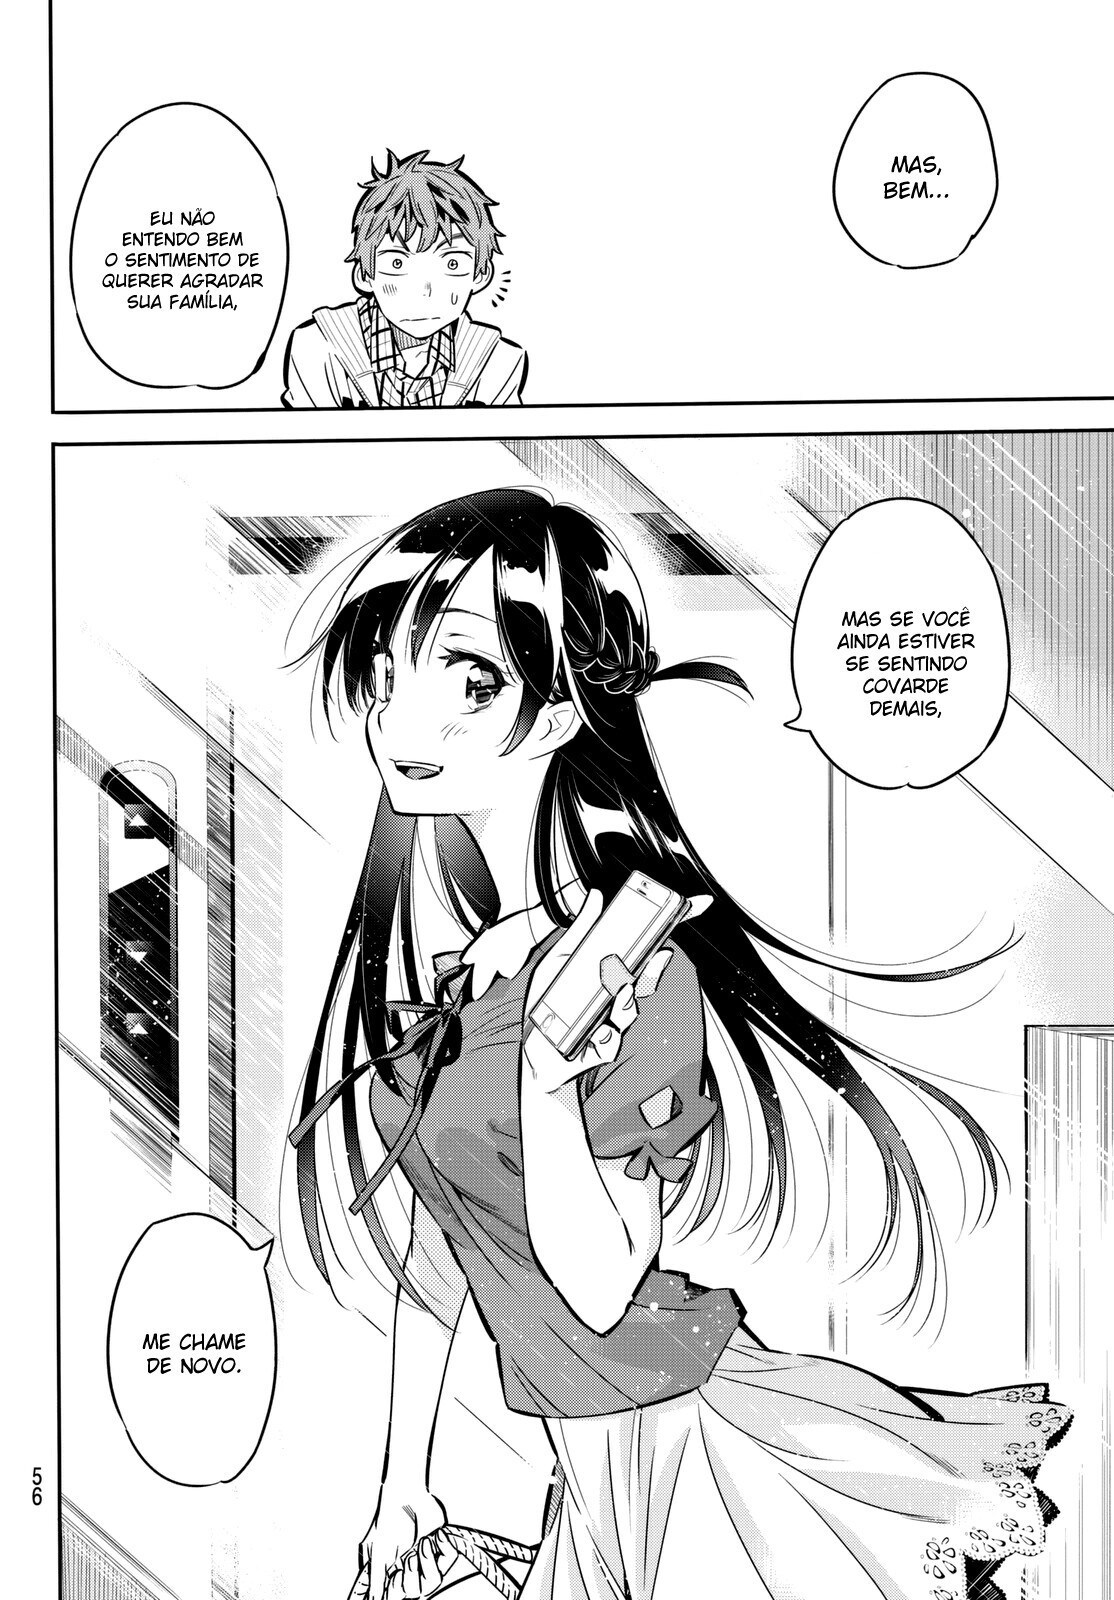 MAS,
BEM...
EU NÃO
ENTENDO BEM
O SENTIMENTO DE
QUERER AGRADAR
SUA FAMÍLIA,
MAS SE VOCÊ
AINDA ESTIVER
SE SENTINDO
COVARDE
DEMAIS,
ME CHAME
DE NOVO.
56